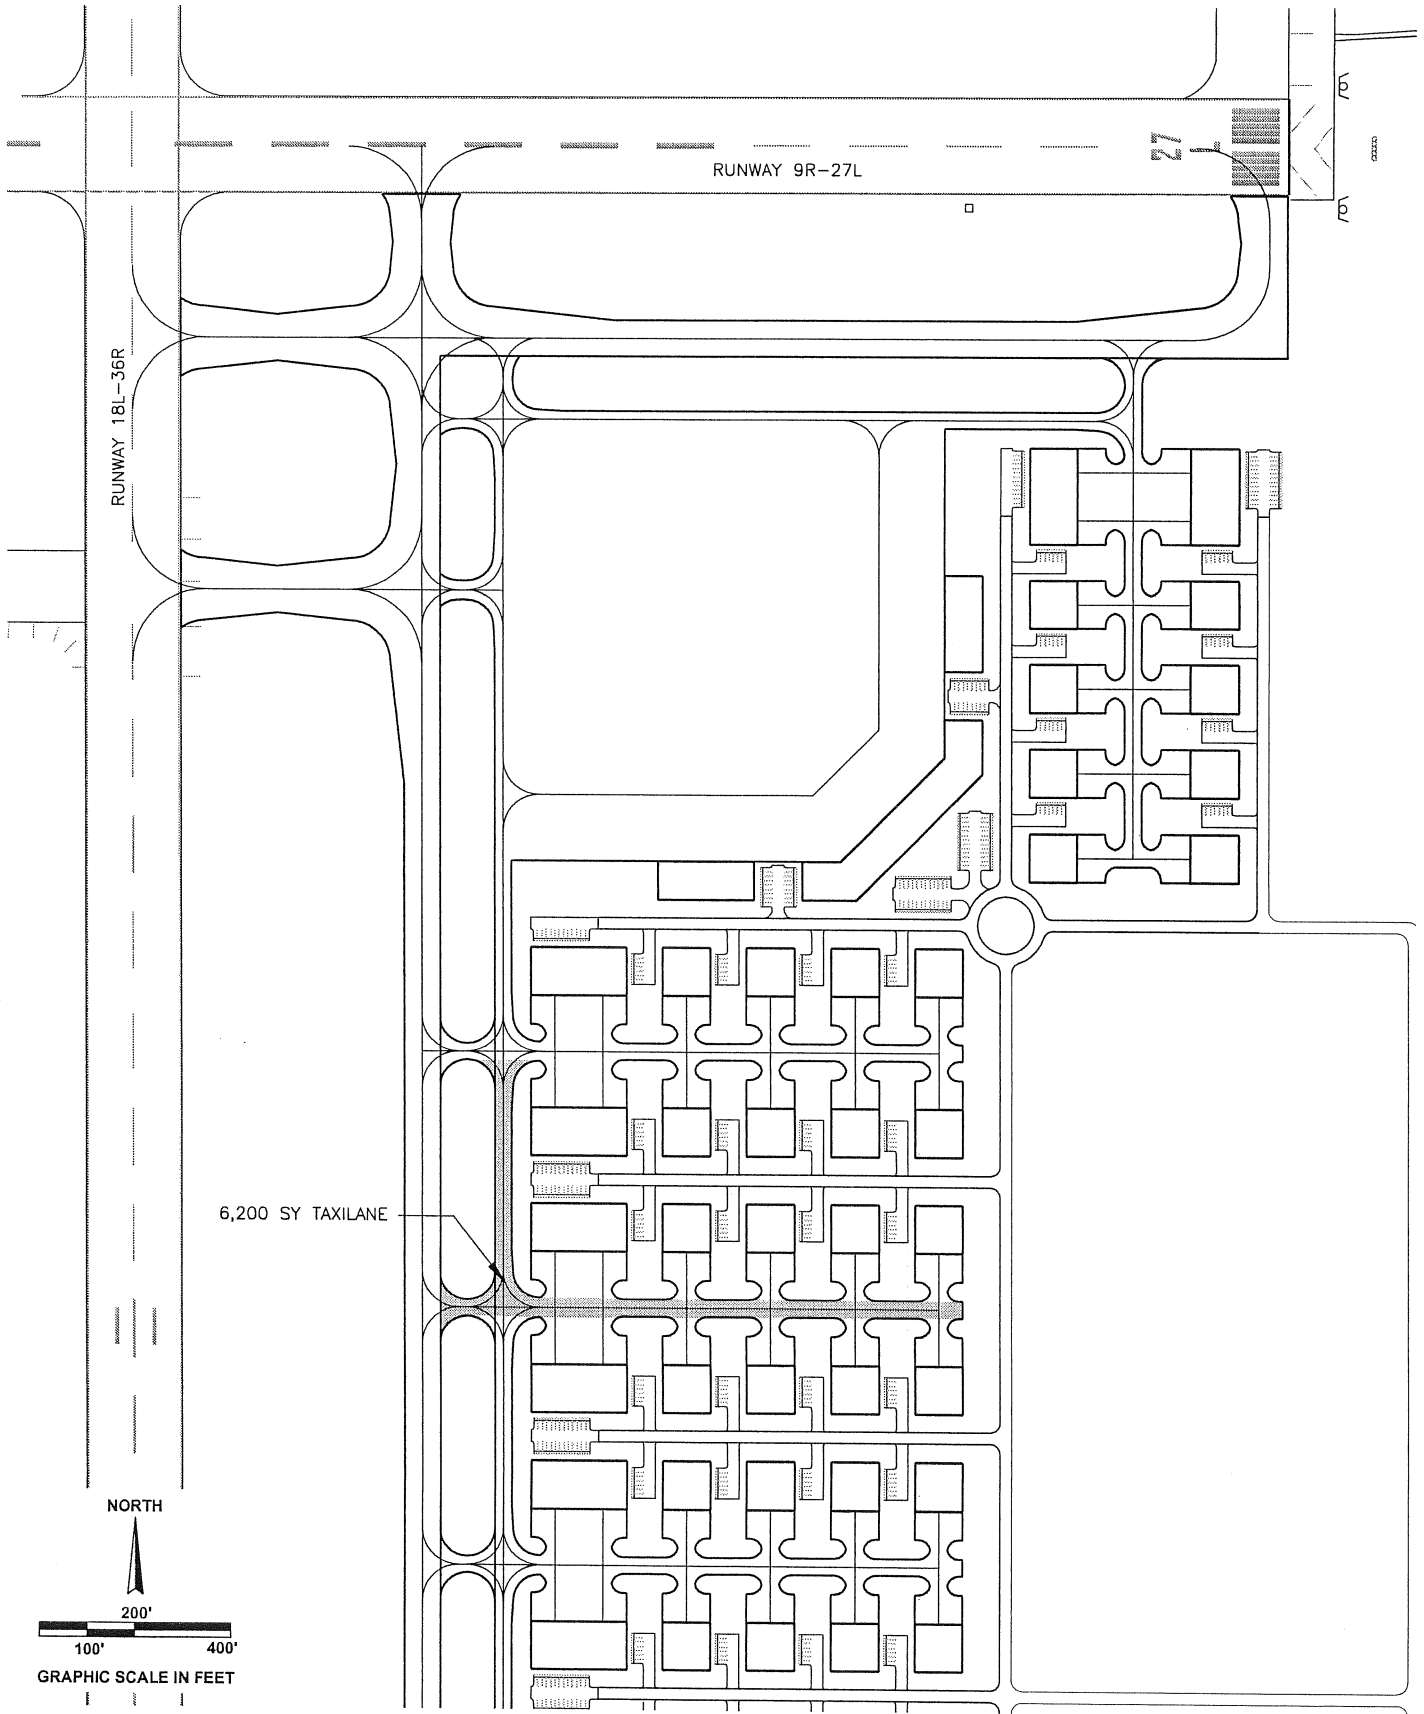 27
L
RUNWAY 9R-27L
RUNWAY 18L-36R
6,200 SY TAXILANE
NORTH
200'
100'
400'
GRAPHIC SCALE IN FEET